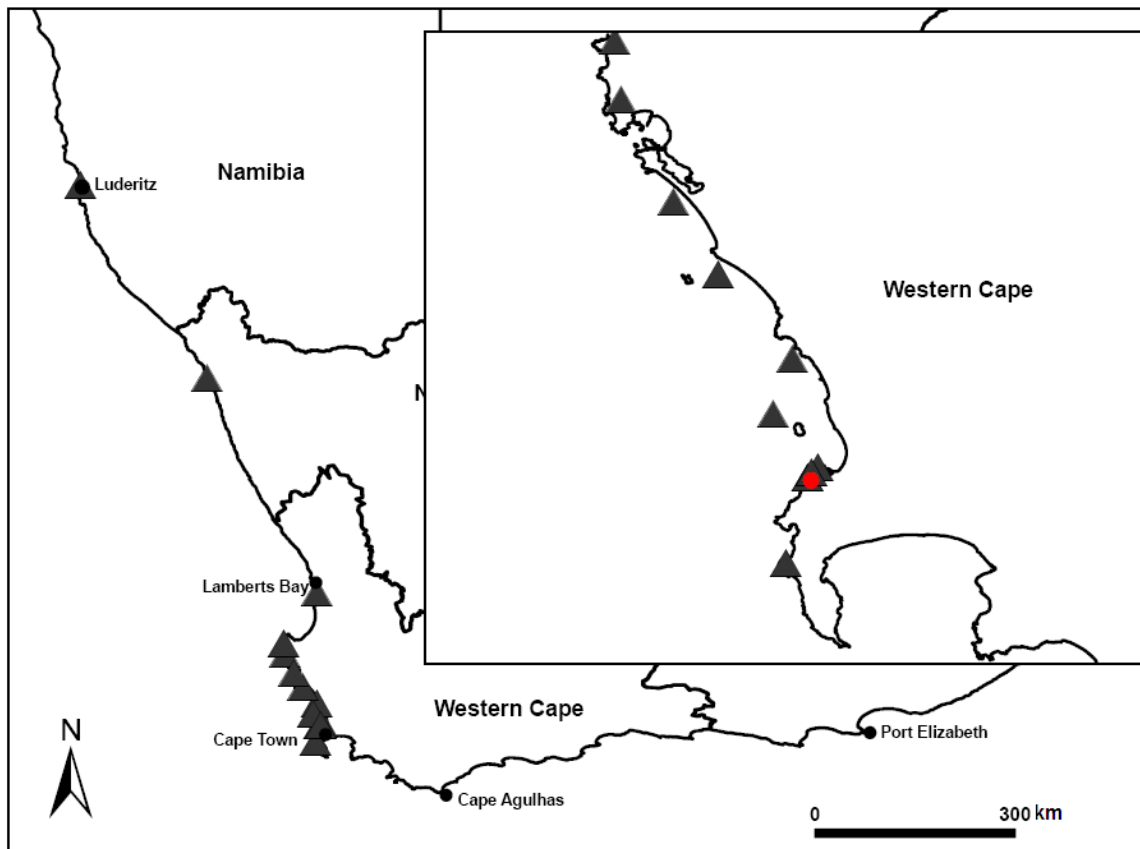 Namibia
Luderitz
Western Cape
N
Lamberts Bay
Western Cape
N
Cape Town
Port Elizabeth
Cape Agulhas
0 300 km